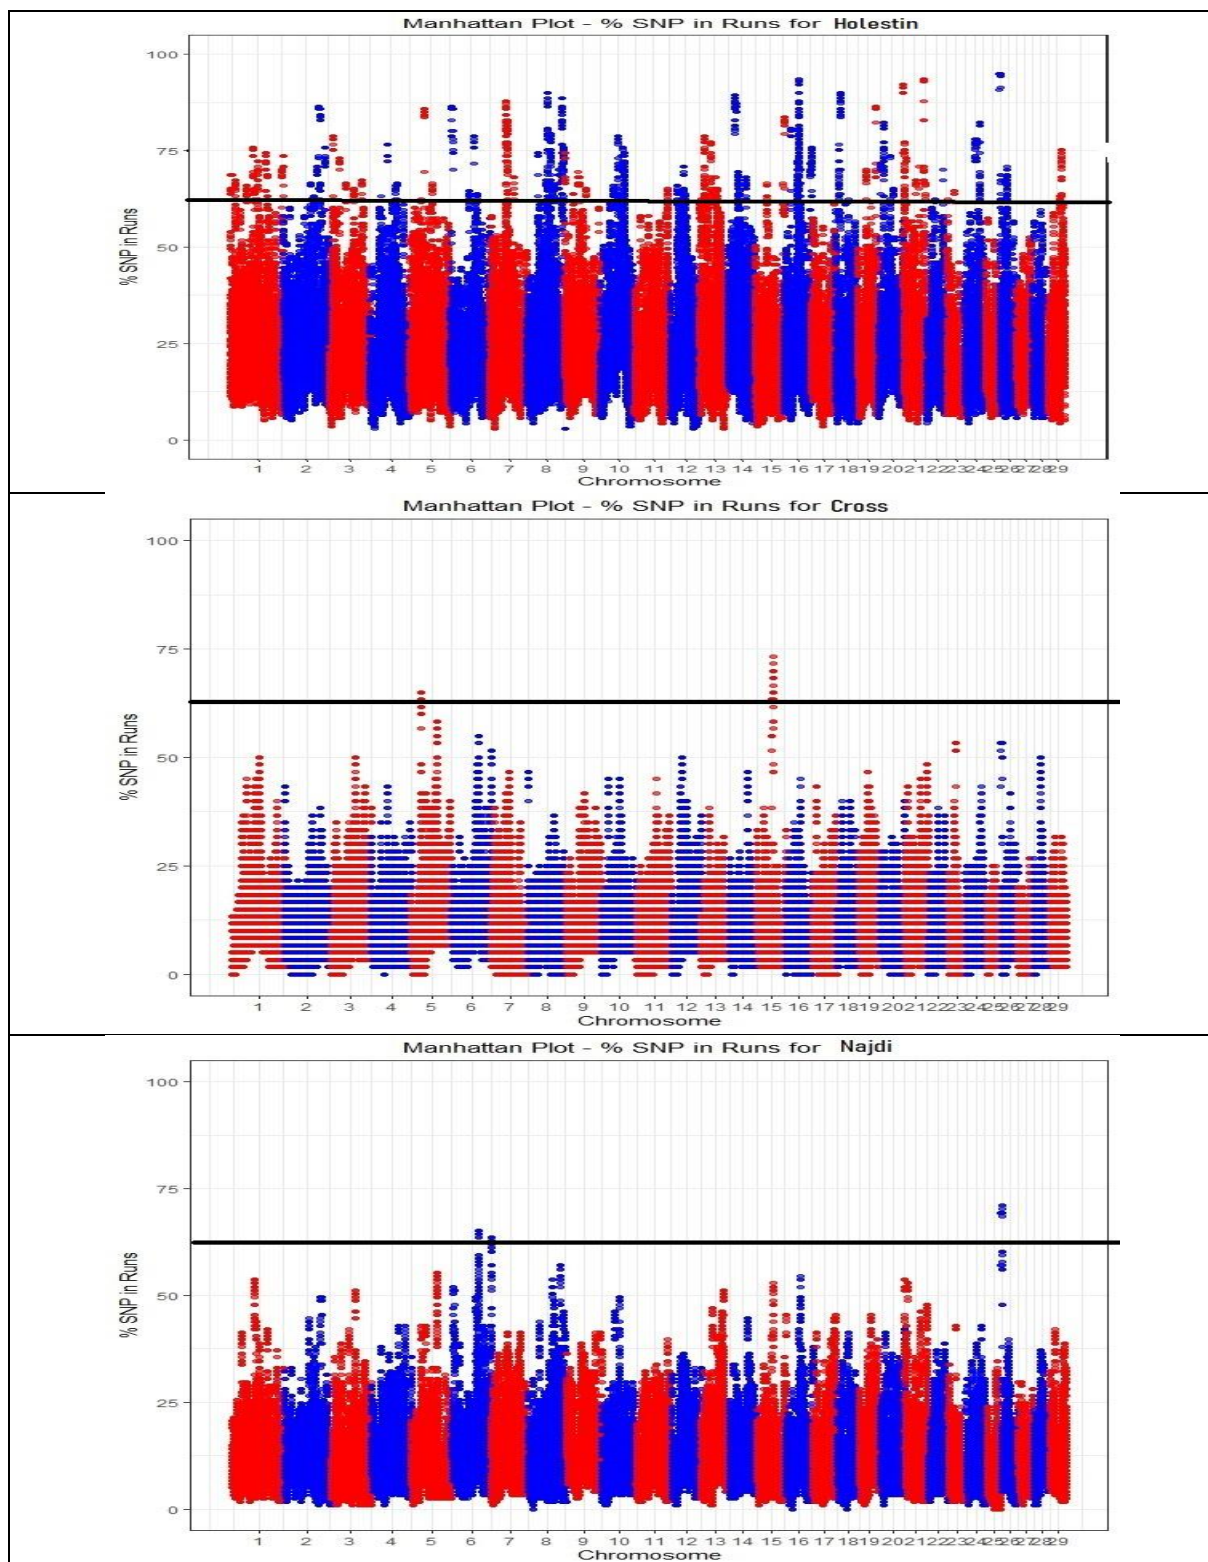 Manhattan Plot - % SNP in Runs for Holestin
100
75
50
25
0
% SNP in Runs
1 2 3 4 5 6 7 8 9 10 11 12 13 14 15 16 17 18 19 20 21 22 23 24 25 26 27 28 29
Chromosome
Manhattan Plot - % SNP in Runs for Cross
100
75
50
25
0
% SNP in Runs
1 2 3 4 5 6 7 8 9 10 11 12 13 14 15 16 17 18 19 20 21 22 23 24 25 26 27 28 29
Chromosome
Manhattan Plot - % SNP in Runs for Najdi
100
75
50
25
0
% SNP in Runs
1 2 3 4 5 6 7 8 9 10 11 12 13 14 15 16 17 18 19 20 21 22 23 24 25 26 27 28 29
Chromosome